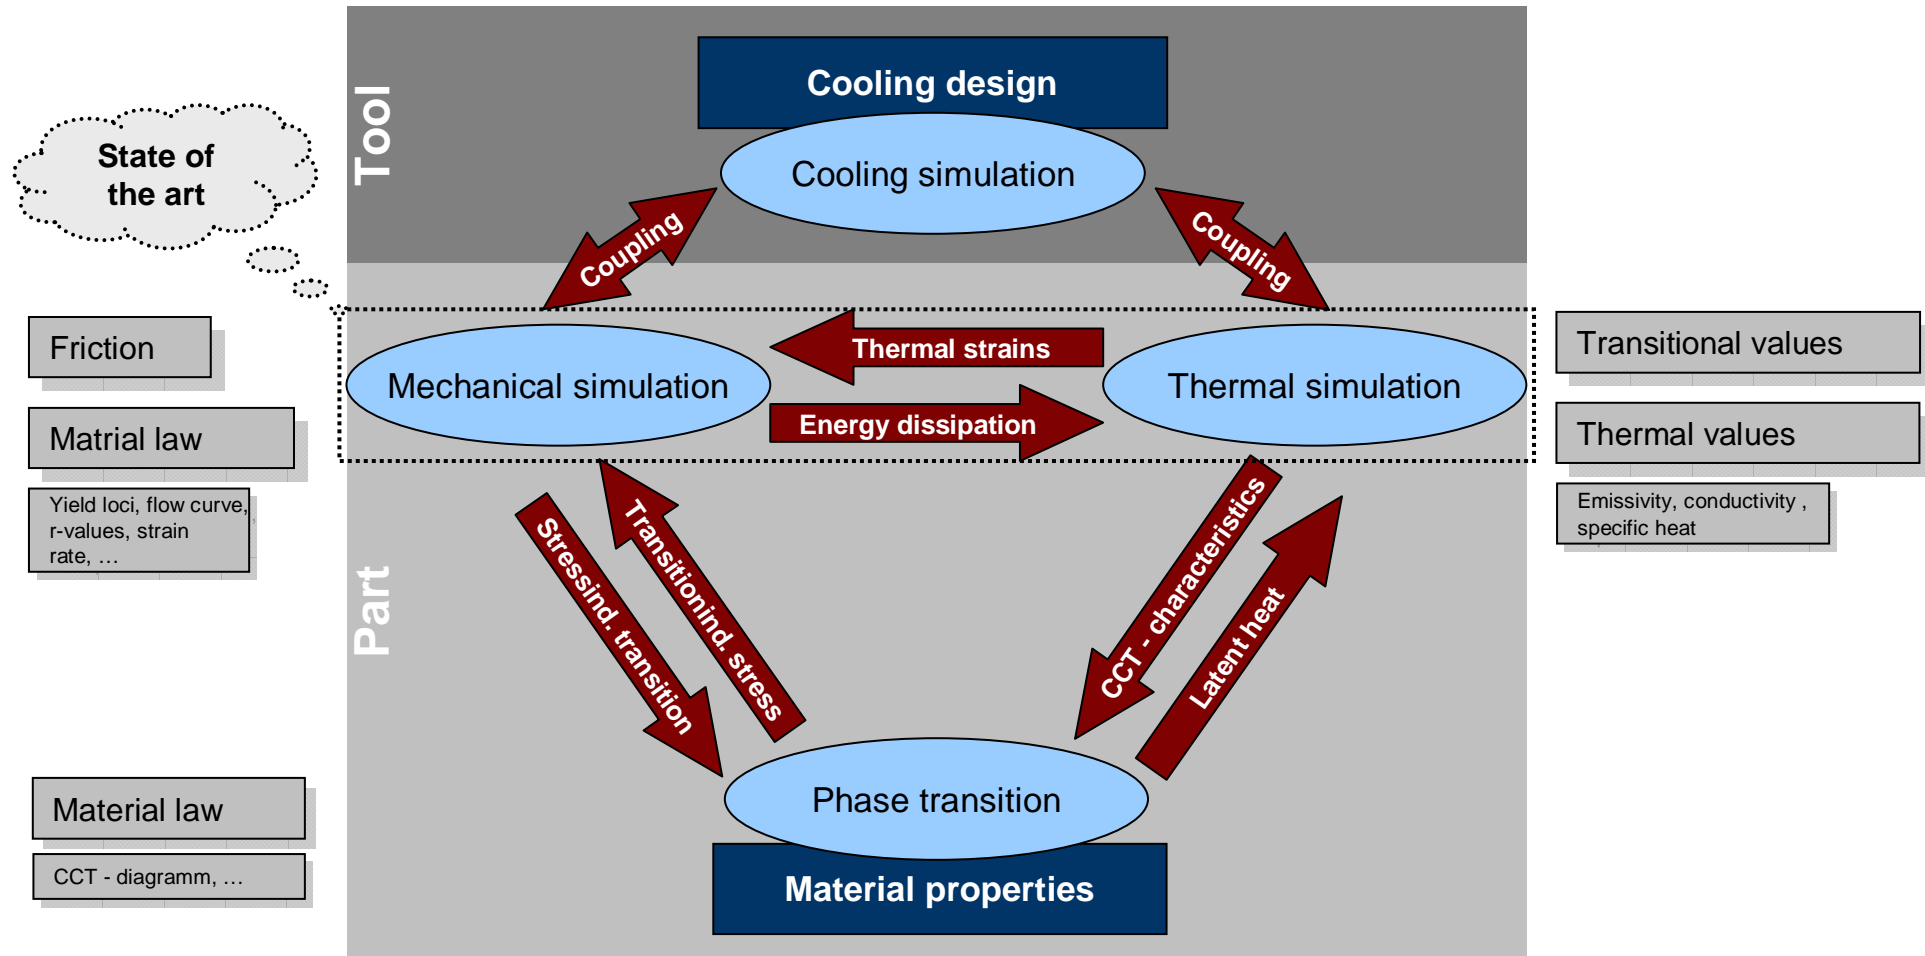 Tool
Cooling design
Cooling simulation
State of
the art
Coupling
Coupling
Friction
Matrial law
Yield loci, flow curve,
r-values, strain
rate, …
Mechanical simulation
Thermal strains
Energy dissipation
Thermal simulation
Transitional values
Thermal values
Emissivity, conductivity ,
specific heat
Part
Stressind. transition
Transitionind. stress
CCT - characteristics
Latent heat
Material law
CCT - diagramm, …
Phase transition
Material properties